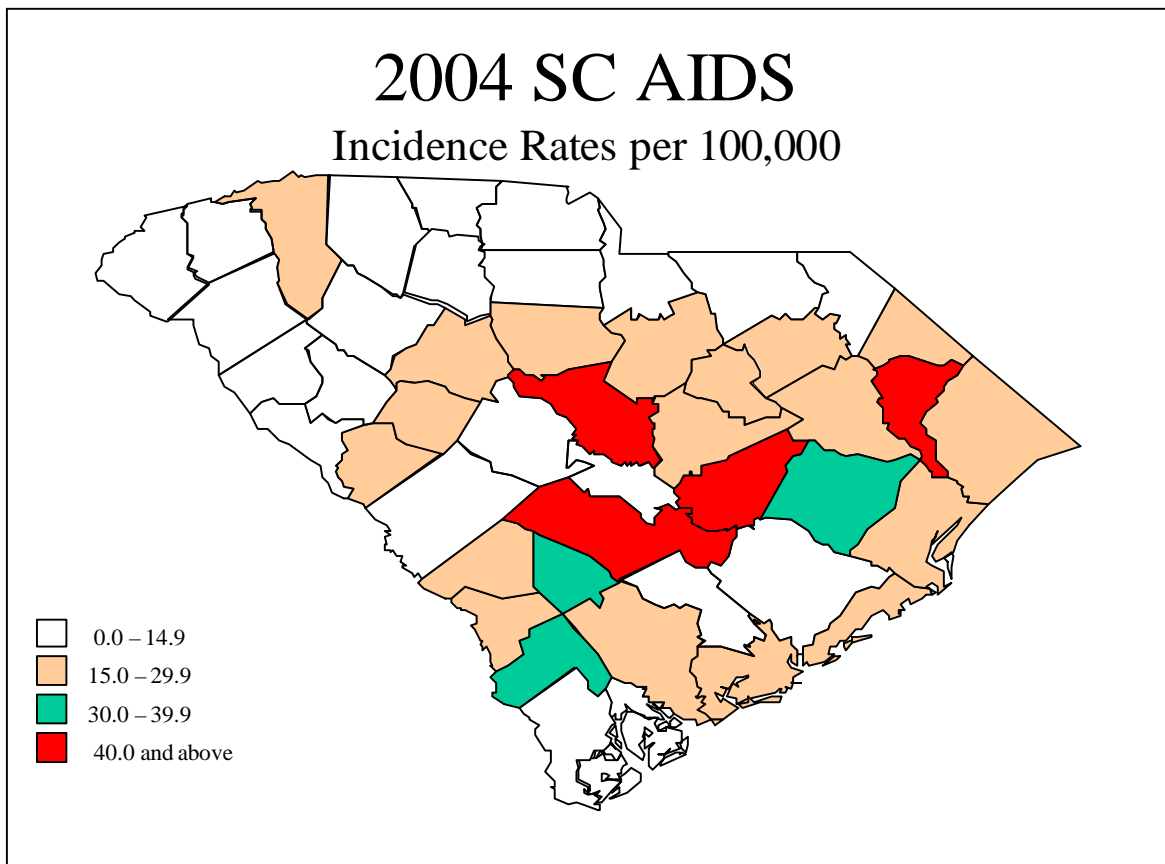 2004 SC AIDS
Incidence Rates per 100,000
0.0 – 14.9
15.0 – 29.9
30.0 – 39.9
40.0 and above